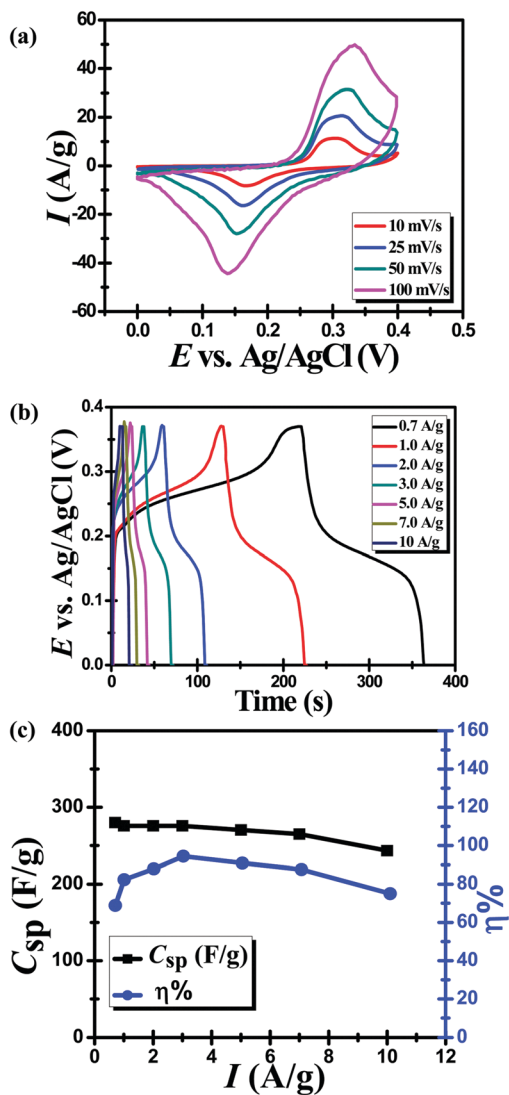 (a)
60
40
20
0
-20
-40
-60
I (A/g)
10 mV/s
25 mV/s
50 mV/s
100 mV/s
0.0 0.1 0.2 0.3 0.4 0.5
E vs. Ag/AgCl (V)
(b)
0.4
0.3
0.2
0.1
0.0
E vs. Ag/AgCl (V)
0.7 A/g
1.0 A/g
2.0 A/g
3.0 A/g
5.0 A/g
7.0 A/g
10 A/g
0 100 200 300 400
Time (s)
(c)
400
300
200
100
0
Csp (F/g)
160
140
120
100
80
60
40
20
0
η%
Csp (F/g)
η%
0 2 4 6 8 10 12
I (A/g)